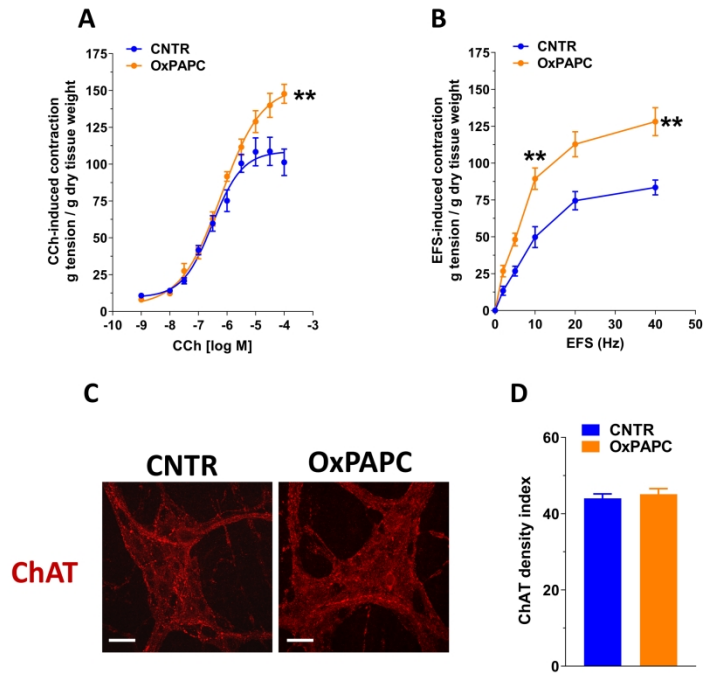 A
CNTR
OxPAPC
CCh-induced contraction
g tension / g dry tissue weight
175
150
125
100
75
50
25
0
**
-10 -9 -8 -7 -6 -5 -4 -3
CCh [log M]
B
CNTR
OxPAPC
EFS-induced contraction
g tension / g dry tissue weight
175
150
125
100
75
50
25
0
**
**
0 10 20 30 40 50
EFS (Hz)
C
CNTR OxPAPC
ChAT
D
CNTR
OxPAPC
ChAT density index
60
40
20
0